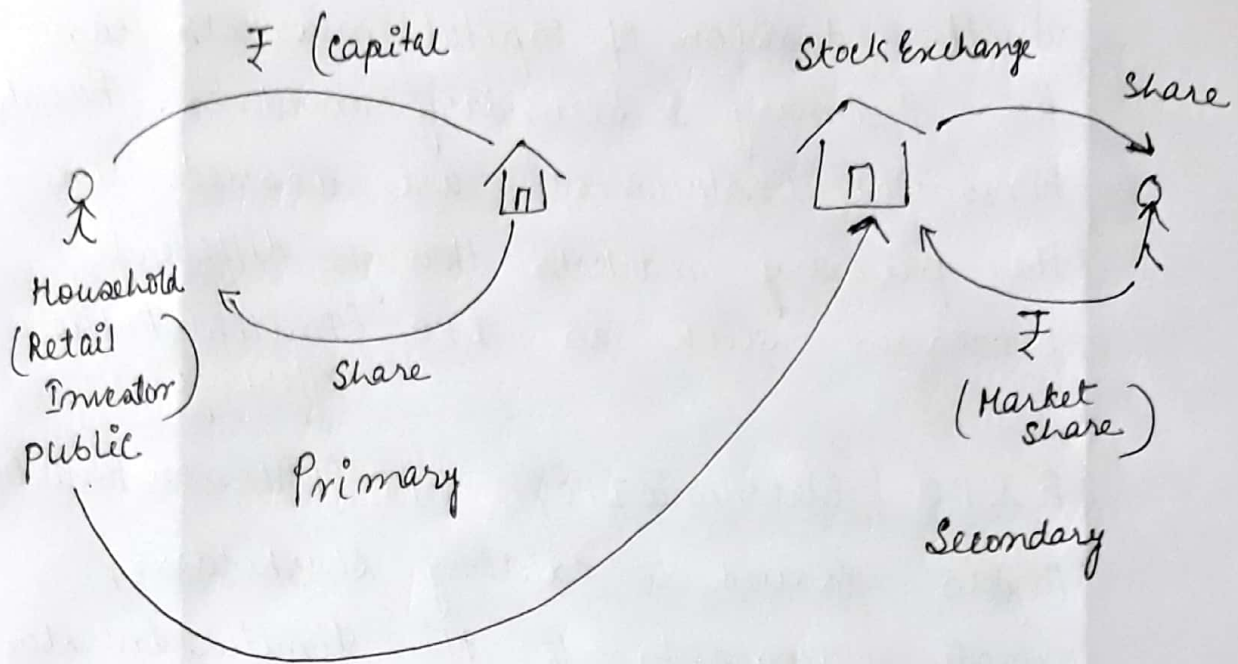 ₹ (Capital
Stock Exchange
Share
Household
(Retail
Investor)
public
Share
Primary
₹
(Market
Share)
Secondary